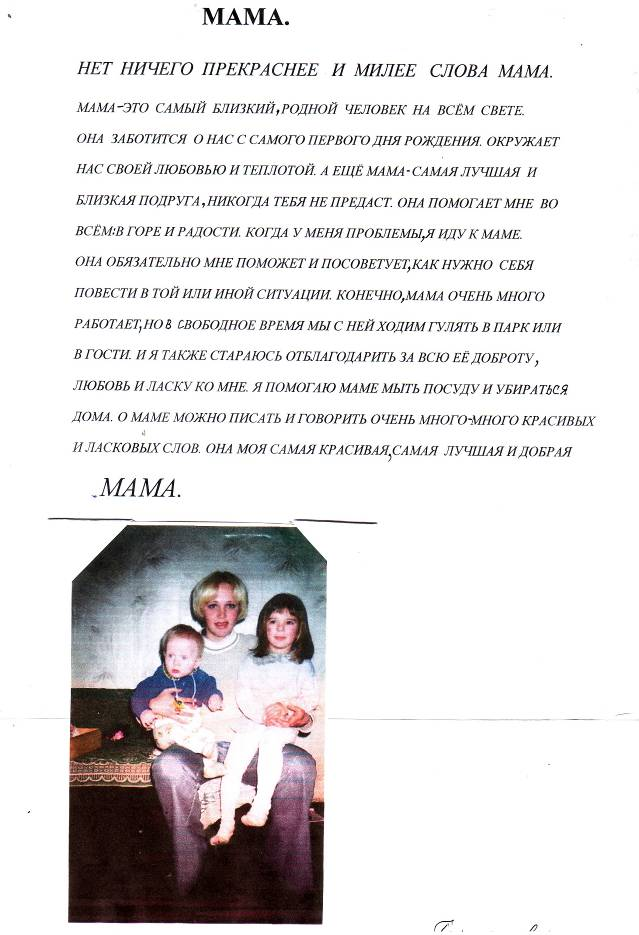 МАМА.
НЕТ НИЧЕГО ПРЕКРАСНЕЕ И МИЛЕЕ СЛОВА МАМА.
МАМА-ЭТО САМЫЙ БЛИЗКИЙ,РОДНОЙ ЧЕЛОВЕК НА ВСЁМ СВЕТЕ.
ОНА ЗАБОТИТСЯ О НАС С САМОГО ПЕРВОГО ДНЯ РОЖДЕНИЯ. ОКРУЖАЕТ
НАС СВОЕЙ ЛЮБОВЬЮ И ТЕПЛОТОЙ. А ЕЩЁ МАМА-САМАЯ ЛУЧШАЯ И
БЛИЗКАЯ ПОДРУГА,НИКОГДА ТЕБЯ НЕ ПРЕДАСТ. ОНА ПОМОГАЕТ МНЕ ВО
ВСЁМ:В ГОРЕ И РАДОСТИ. КОГДА У МЕНЯ ПРОБЛЕМЫ,Я ИДУ К МАМЕ.
ОНА ОБЯЗАТЕЛЬНО МНЕ ПОМОЖЕТ И ПОСОВЕТУЕТ,КАК НУЖНО СЕБЯ
ПОВЕСТИ В ТОЙ ИЛИ ИНОЙ СИТУАЦИИ. КОНЕЧНО,МАМА ОЧЕНЬ МНОГО
РАБОТАЕТ,НО В СВОБОДНОЕ ВРЕМЯ МЫ С НЕЙ ХОДИМ ГУЛЯТЬ В ПАРК ИЛИ
В ГОСТИ. И Я ТАКЖЕ СТАРАЮСЬ ОТБЛАГОДАРИТЬ ЗА ВСЮ ЕЁ ДОБРОТУ,
ЛЮБОВЬ И ЛАСКУ КО МНЕ. Я ПОМОГАЮ МАМЕ МЫТЬ ПОСУДУ И УБИРАТЬСЯ
ДОМА. О МАМЕ МОЖНО ПИСАТЬ И ГОВОРИТЬ ОЧЕНЬ МНОГО-МНОГО КРАСИВЫХ
И ЛАСКОВЫХ СЛОВ. ОНА МОЯ САМАЯ КРАСИВАЯ,САМАЯ ЛУЧШАЯ И ДОБРАЯ
МАМА.